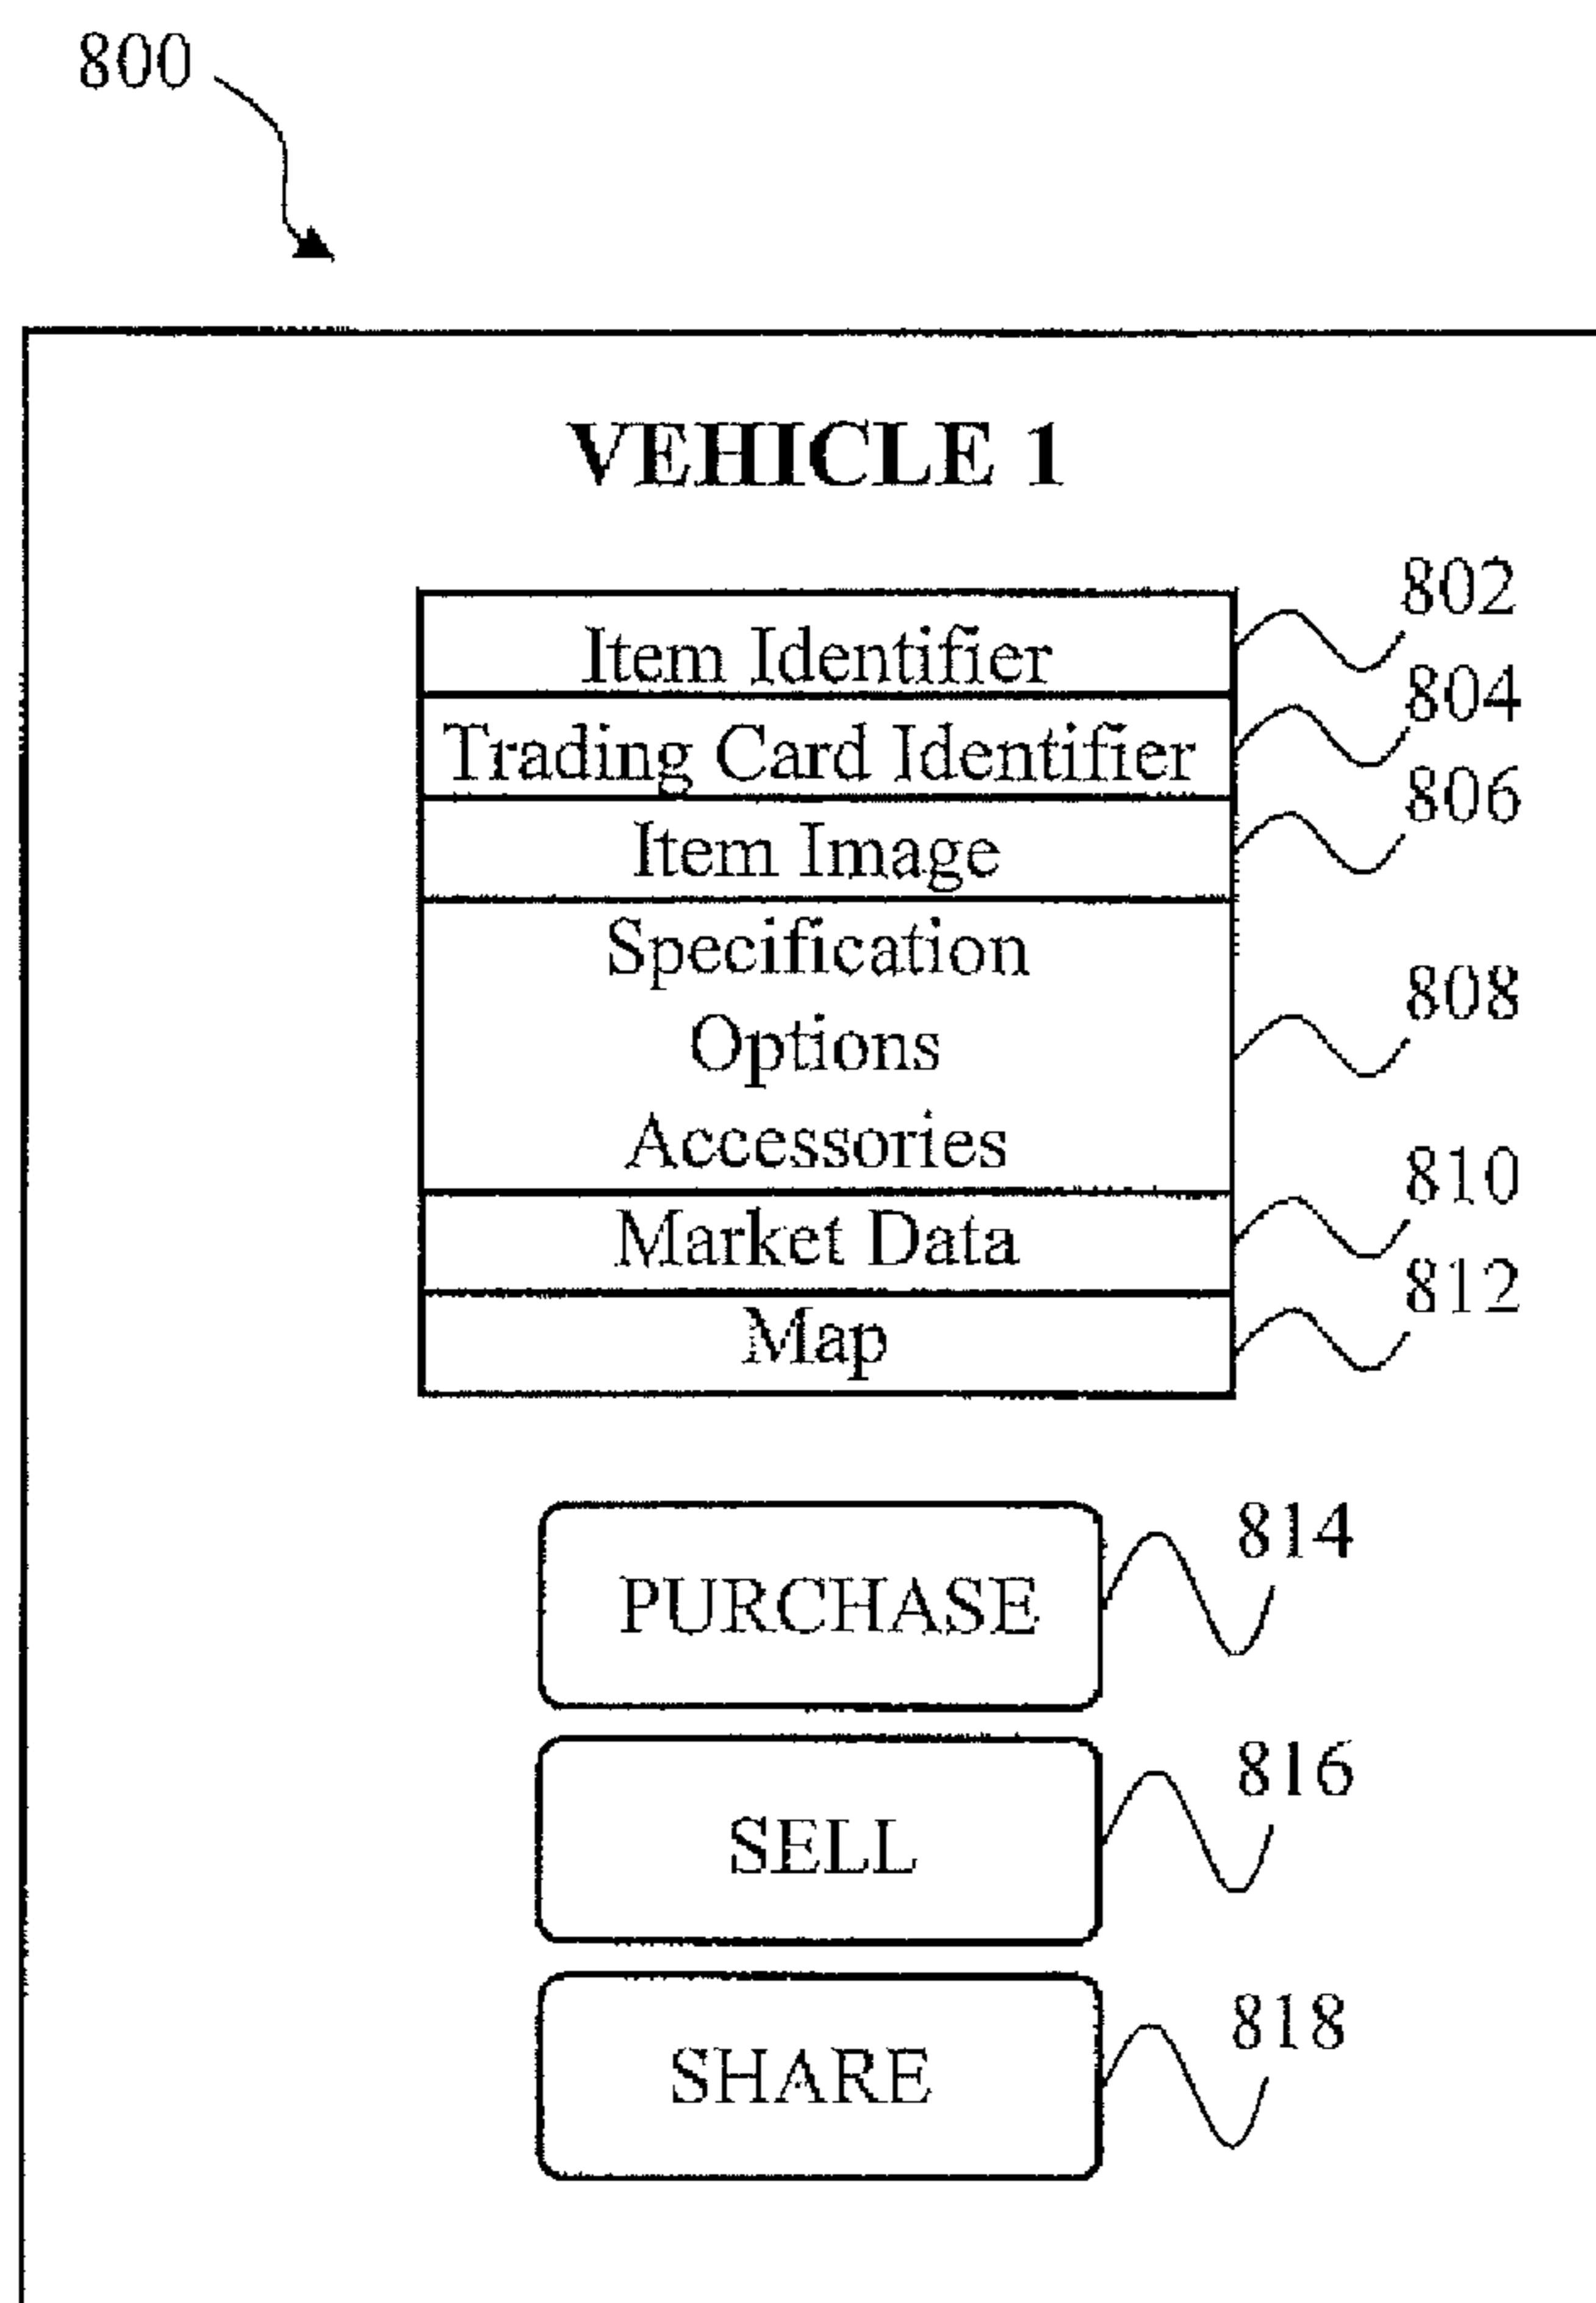 800
VEHICLE 1
Item Identifier
802
Trading Card Identifier
804
Item Image
806
Specification
Options
808
Accessories
Market Data
810
Map
812
PURCHASE
814
SELL
816
SHARE
818